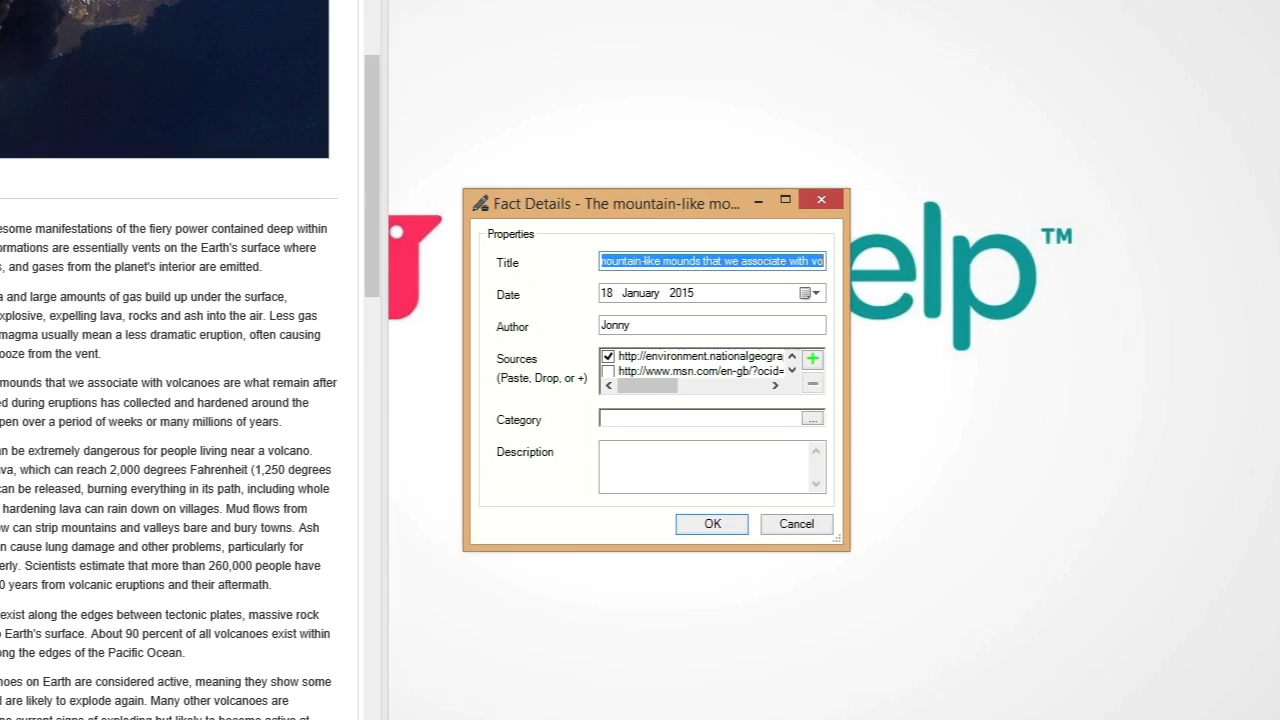 esome manifestations of the fiery power contained deep within
ormations are essentially vents on the Earth's surface where
s, and gases from the planet's interior are emitted.
a and large amounts of gas build up under the surface,
xplosive, expelling lava, rocks and ash into the air. Less gas
magma usually mean a less dramatic eruption, often causing
ooze from the vent.
mounds that we associate with volcanoes are what remain after
ed during eruptions has collected and hardened around the
pen over a period of weeks or many millions of years.
an be extremely dangerous for people living near a volcano.
va, which can reach 2,000 degrees Fahrenheit (1,250 degrees
can be released, burning everything in its path, including whole
hardening lava can rain down on villages. Mud flows from
w can strip mountains and valleys bare and bury towns. Ash
n cause lung damage and other problems, particularly for
erly. Scientists estimate that more than 260,000 people have
0 years from volcanic eruptions and their aftermath.
exist along the edges between tectonic plates, massive rock
o Earth's surface. About 90 percent of all volcanoes exist within
ong the edges of the Pacific Ocean.
noes on Earth are considered active, meaning they show some
d are likely to explode again. Many other volcanoes are
no current signs of exploding but likely to become active at
elp™
Fact Details - The mountain-like mo...
Properties
Title
mountain-like mounds that we associate with vo
Date
18 January 2015
Author
Jonny
Sources
(Paste, Drop, or +)
http://environment.nationalgeogra
http://www.msn.com/en-gb/?ocid=
Category
...
Description
OK
Cancel